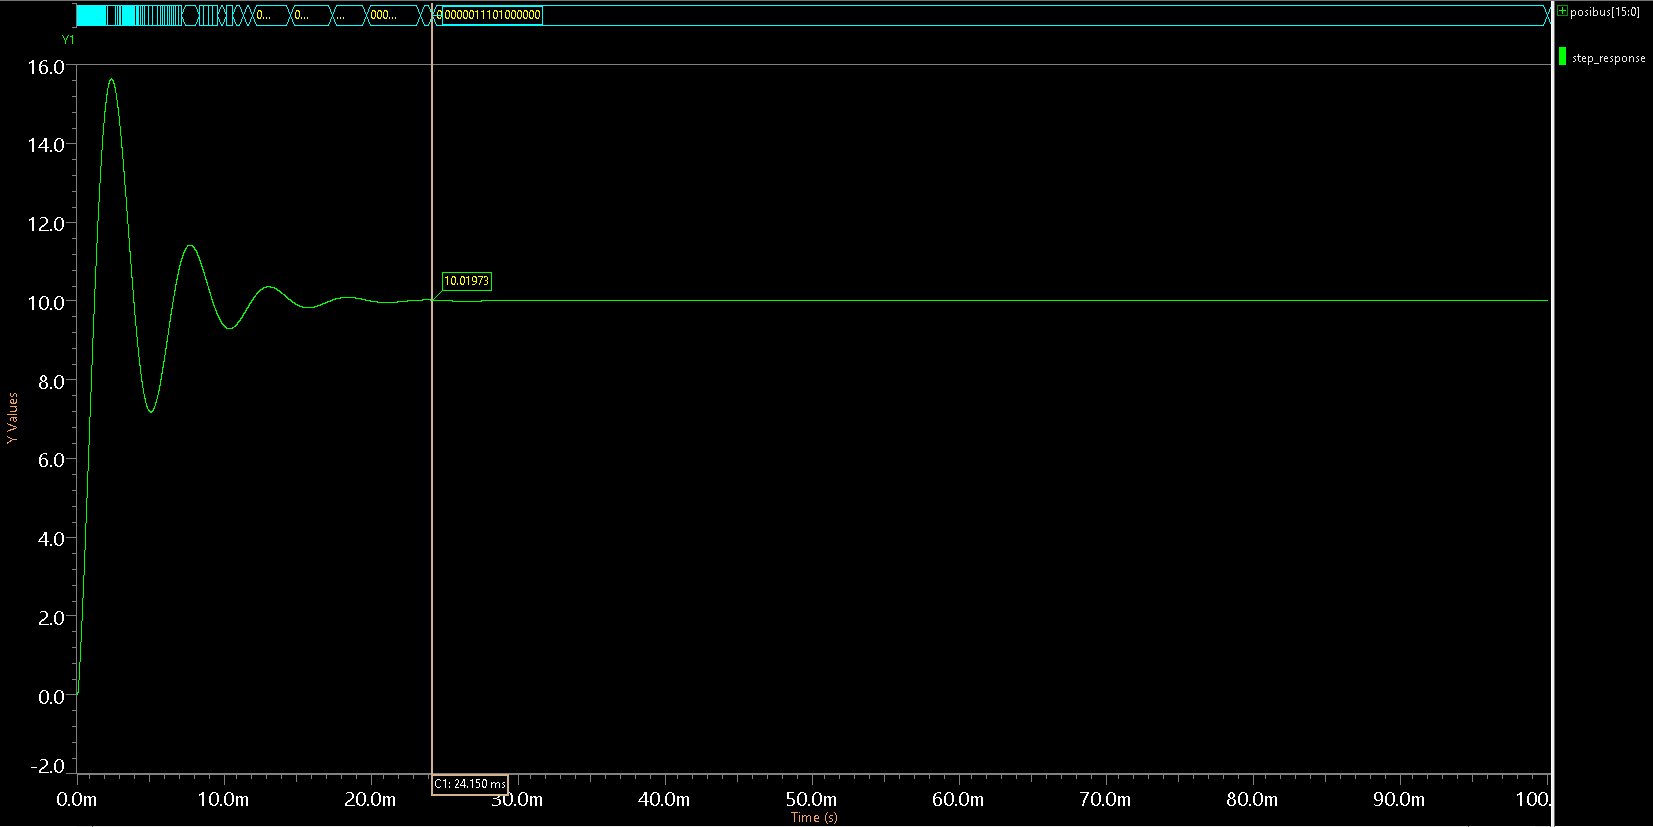 0... 0... ... 000... 0 0000011101000000
posibus[15:0]
Y1
step_response
16.0
14.0
12.0
10.01973
10.0
8.0
Y Values
6.0
4.0
2.0
0.0
-2.0
C1: 24.150 ms
0.0m 10.0m 20.0m 30.0m 40.0m 50.0m 60.0m 70.0m 80.0m 90.0m 100.
Time (s)